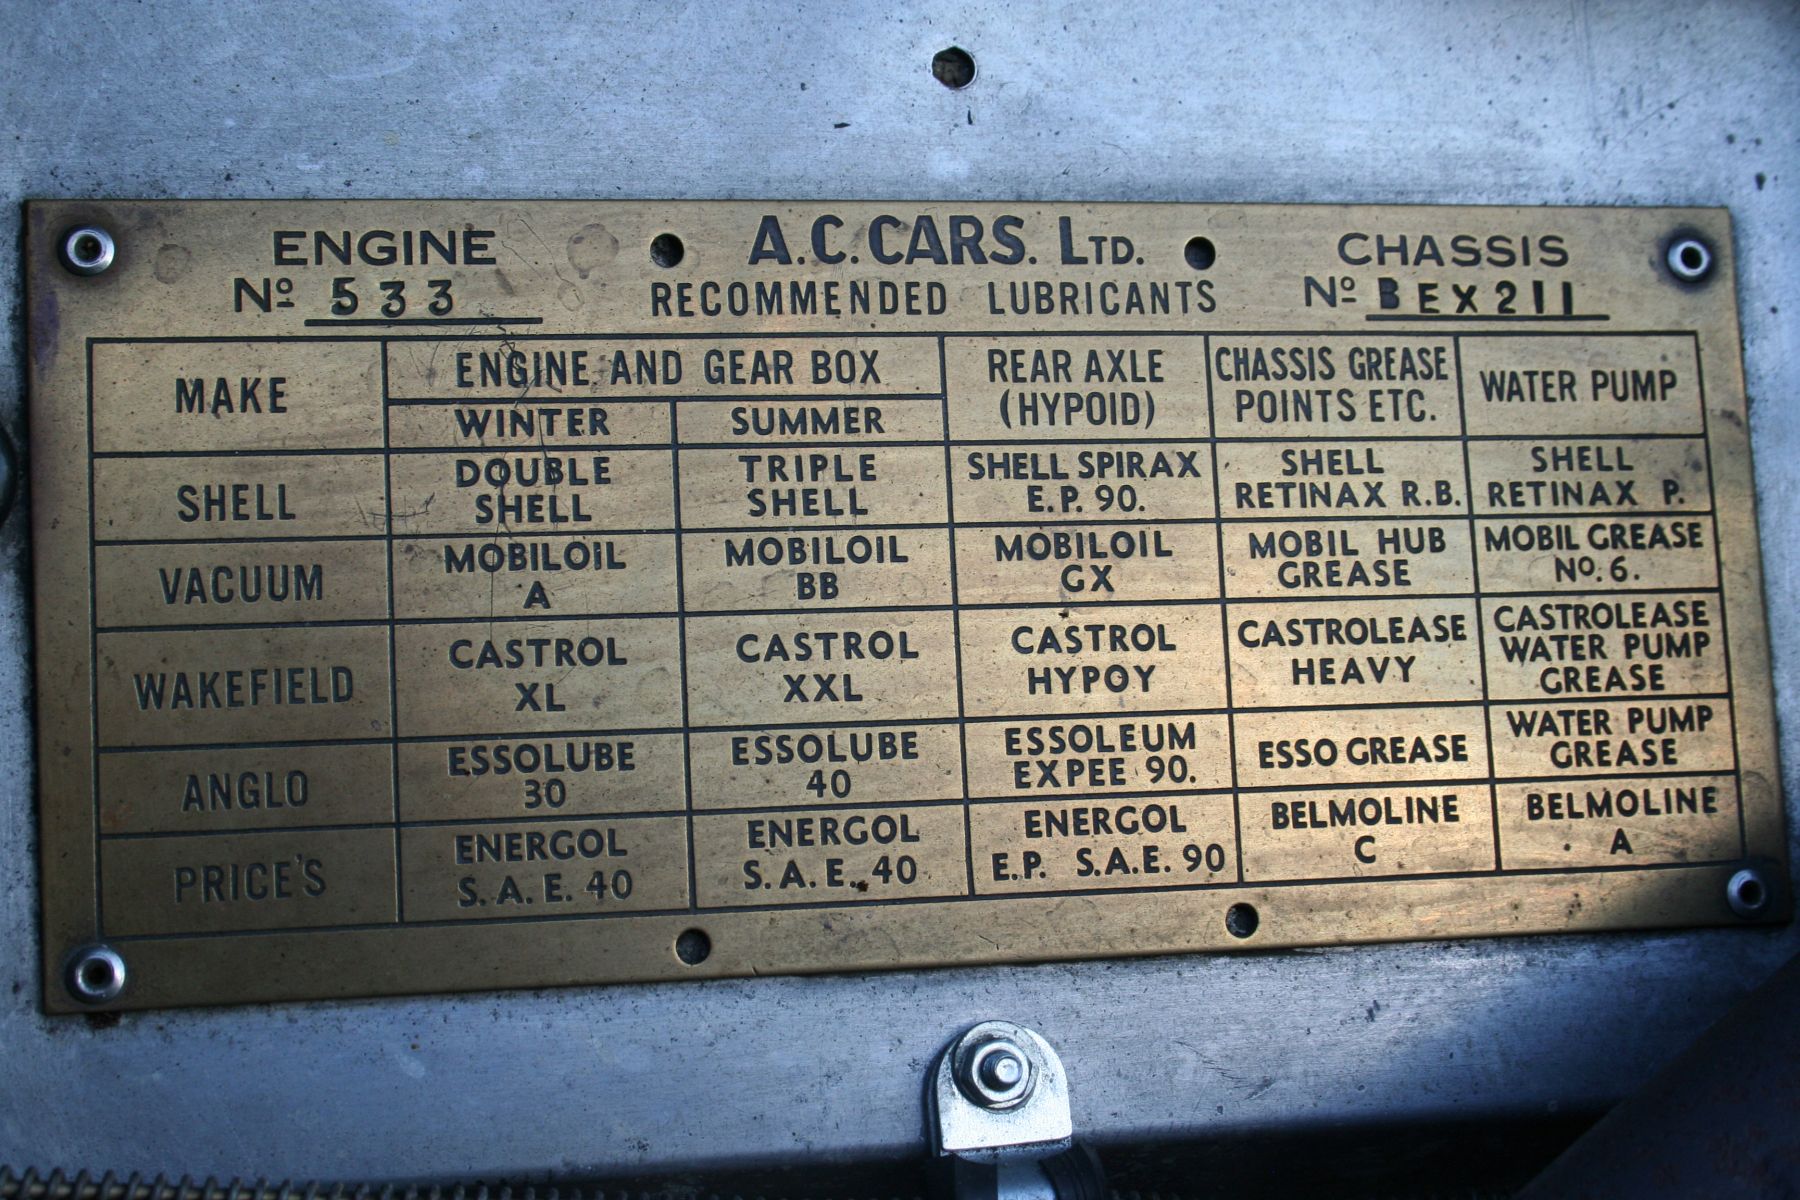 A.C. CARS. LTD.
RECOMMENDED LUBRICANTS
ENGINE
Nº 533
CHASSIS
Nº BEX211
MAKE
ENGINE AND GEAR BOX
WINTER
SUMMER
REAR AXLE
(HYPOID)
CHASSIS GREASE
POINTS ETC.
WATER PUMP
SHELL
DOUBLE
SHELL
TRIPLE
SHELL
SHELL SPIRAX
E.P. 90.
SHELL
RETINAX R.B.
SHELL
RETINAX P.
VACUUM
MOBILOIL
A
MOBILOIL
BB
MOBILOIL
GX
MOBIL HUB
GREASE
MOBIL GREASE
Nº. 6.
WAKEFIELD
CASTROL
XL
CASTROL
XXL
CASTROL
HYPOY
CASTROLEASE
HEAVY
CASTROLEASE
WATER PUMP
GREASE
ANGLO
ESSOLUBE
30
ESSOLUBE
40
ESSOLEUM
EXPEE 90.
ESSO GREASE
WATER PUMP
GREASE
PRICE'S
ENERGOL
S.A.E. 40
ENERGOL
S.A.E. 40
ENERGOL
E.P. S.A.E. 90
BELMOLINE
C
BELMOLINE
A